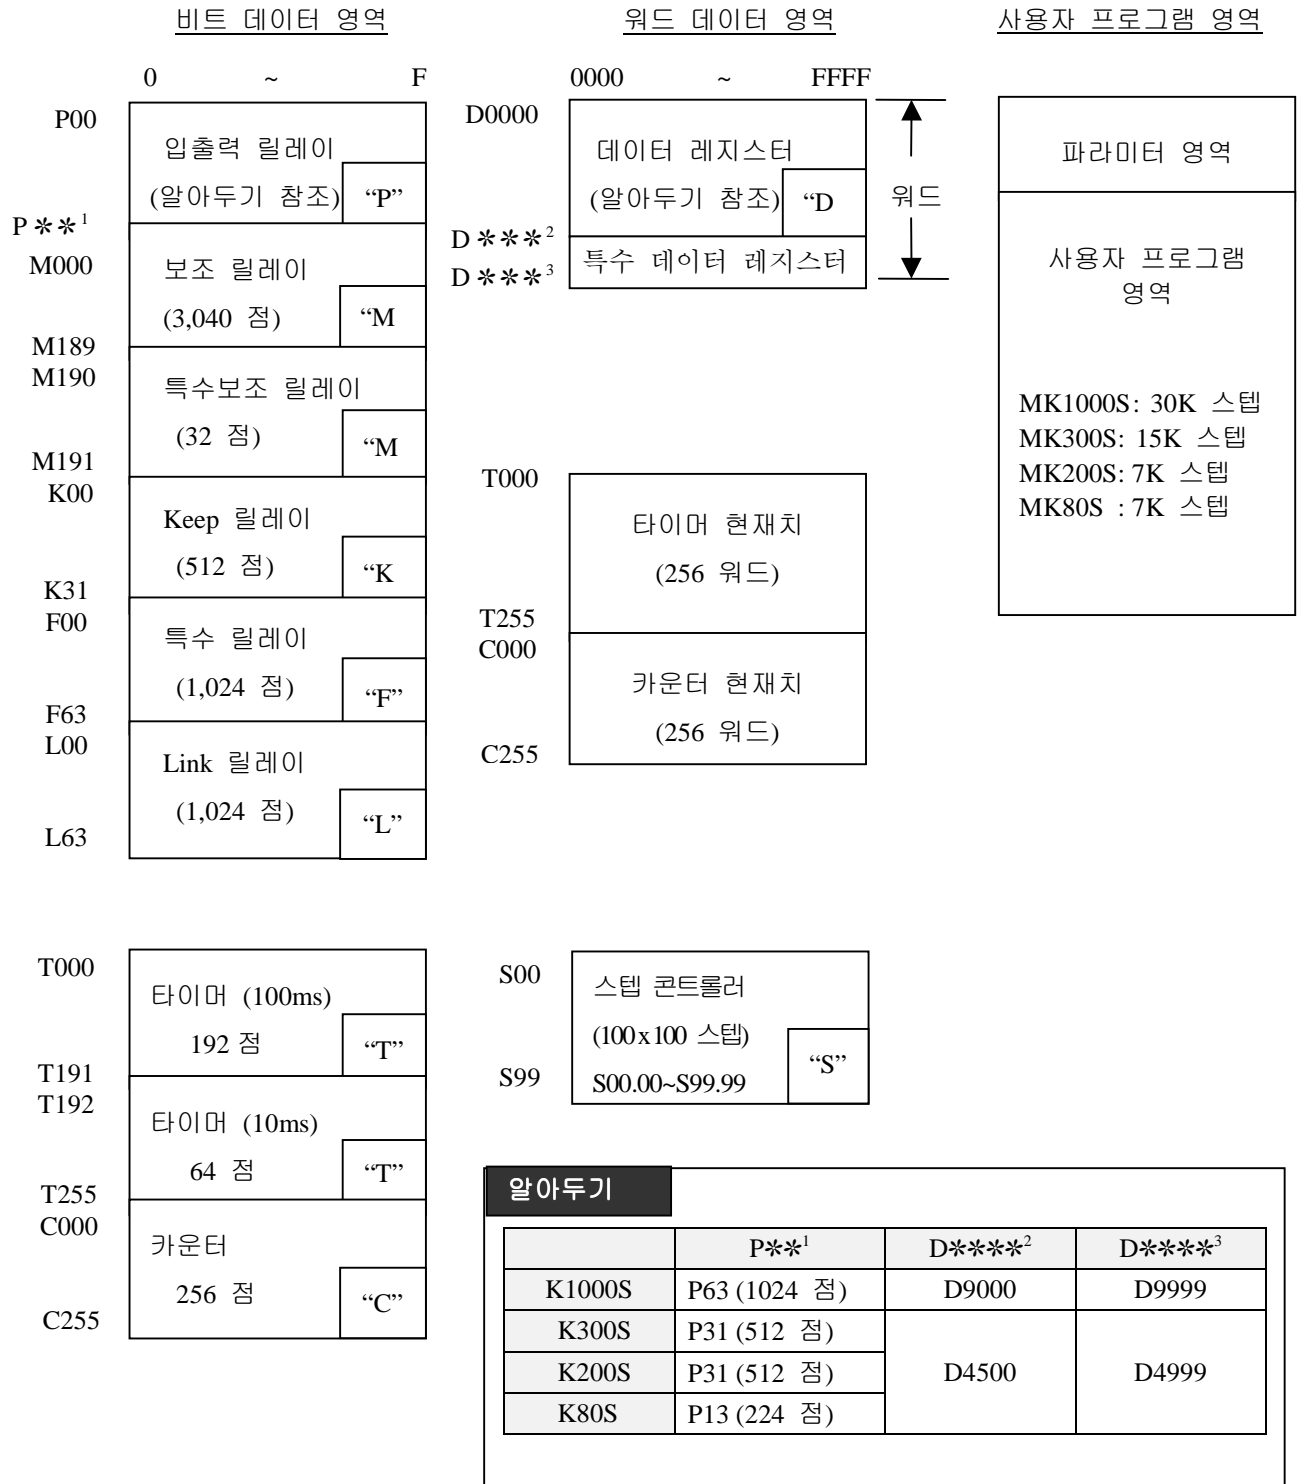 비트 데이터 영역
0 ~ F
P00
입출력 릴레이
(알아두기 참조)
“P”
P✼✼¹
M000
보조 릴레이
(3,040 점)
“M
M189
M190
특수보조 릴레이
(32 점)
“M
M191
K00
Keep 릴레이
(512 점)
“K
K31
F00
특수 릴레이
(1,024 점)
“F”
F63
L00
Link 릴레이
(1,024 점)
“L”
L63
T000
타이머 (100ms)
192 점
“T”
T191
T192
타이머 (10ms)
64 점
“T”
T255
C000
카운터
256 점
“C”
C255
워드 데이터 영역
0000 ~ FFFF
D0000
데이터 레지스터
(알아두기 참조)
“D
워드
D✼✼✼²
특수 데이터 레지스터
D✼✼✼³
T000
타이머 현재치
(256 워드)
T255
C000
카운터 현재치
(256 워드)
C255
S00
스텝 콘트롤러
(100x100 스텝)
“S”
S99
S00.00~S99.99
사용자 프로그램 영역
파라미터 영역
사용자 프로그램
영역
MK1000S: 30K 스텝
MK300S: 15K 스텝
MK200S: 7K 스텝
MK80S : 7K 스텝
알아두기
P✼✼¹ D✼✼✼✼² D✼✼✼✼³
K1000S P63 (1024 점) D9000 D9999
K300S P31 (512 점)
K200S P31 (512 점) D4500 D4999
K80S P13 (224 점)